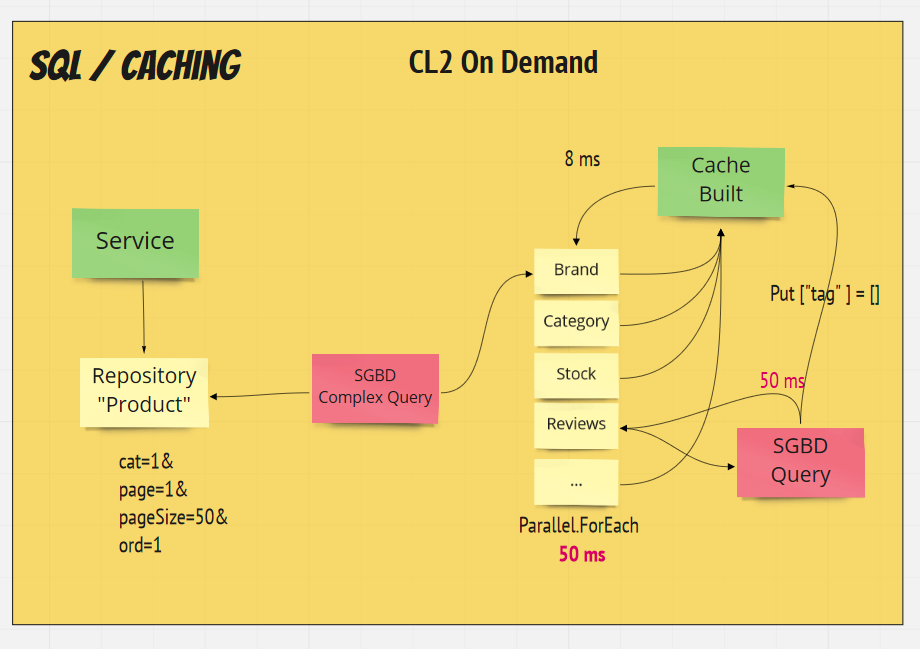 SQL / CACHING
CL2 On Demand
8 ms
Cache
Built
Service
Brand
Put ["tag" ] = []
Category
Repository
"Product"
SGBD
Complex Query
Stock
50 ms
Reviews
SGBD
Query
cat=1&
page=1&
pageSize=50&
ord=1
...
Parallel.ForEach
50 ms